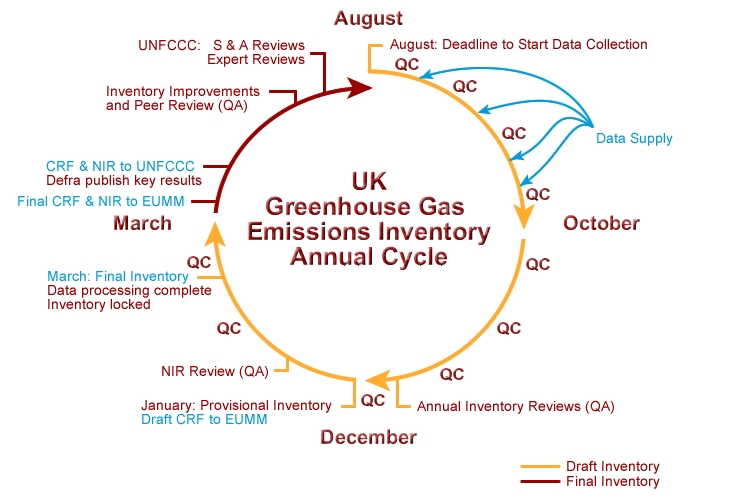 August
UNFCCC: S & A Reviews
Expert Reviews
August: Deadline to Start Data Collection
QC
QC
Inventory Improvements
and Peer Review (QA)
QC
Data Supply
CRF & NIR to UNFCCC
Defra publish key results
Final CRF & NIR to EUMM
QC
March
UK
Greenhouse Gas
Emissions Inventory
Annual Cycle
October
QC
QC
March: Final Inventory
Data processing complete
Inventory locked
QC
QC
NIR Review (QA)
QC
January: Provisional Inventory
Draft CRF to EUMM
QC
Annual Inventory Reviews (QA)
December
Draft Inventory
Final Inventory